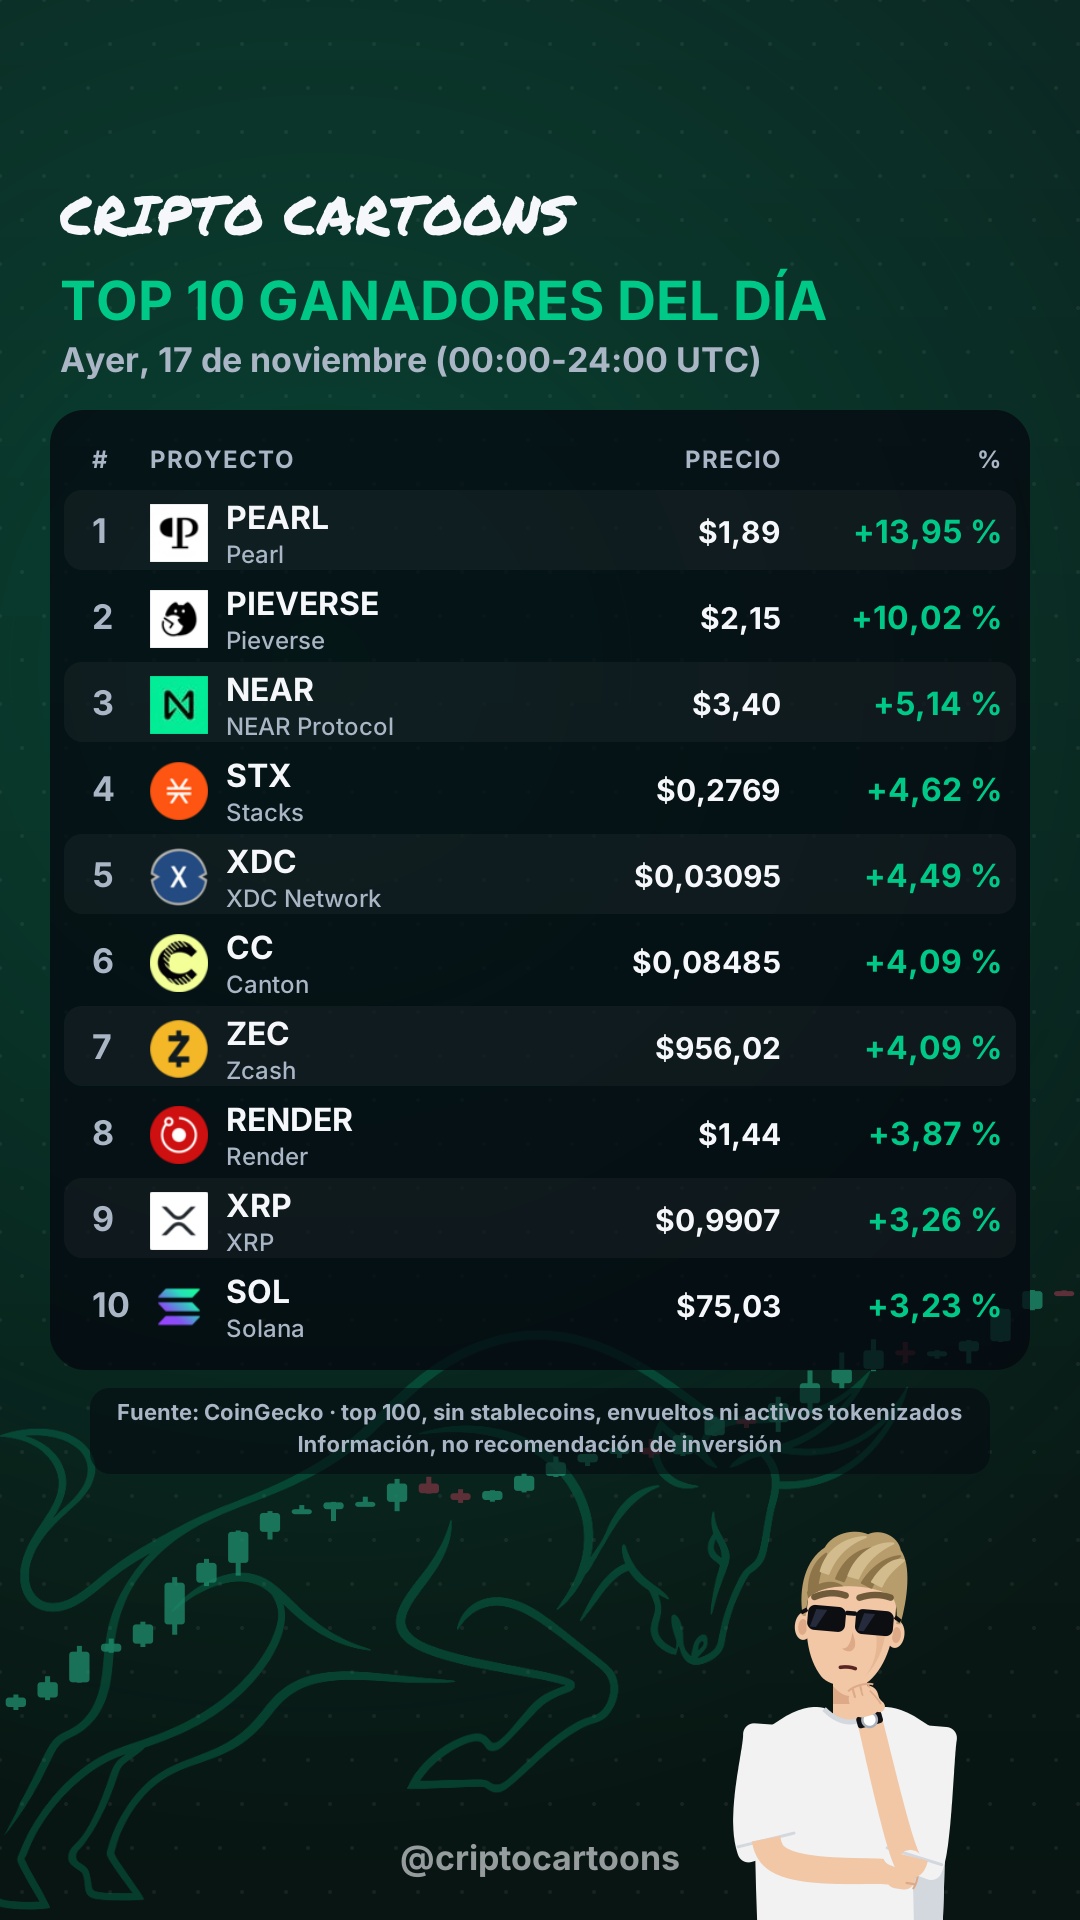 CRIPTO CARTOONS
TOP 10 GANADORES DEL DÍA
Ayer, 17 de noviembre (00:00-24:00 UTC)
# PROYECTO PRECIO %
1 PEARL $1,89 +13,95 %
Pearl
2 PIEVERSE $2,15 +10,02 %
Pieverse
3 NEAR $3,40 +5,14 %
NEAR Protocol
4 STX $0,2769 +4,62 %
Stacks
5 XDC $0,03095 +4,49 %
XDC Network
6 CC $0,08485 +4,09 %
Canton
7 ZEC $956,02 +4,09 %
Zcash
8 RENDER $1,44 +3,87 %
Render
9 XRP $0,9907 +3,26 %
XRP
10 SOL $75,03 +3,23 %
Solana
Fuente: CoinGecko · top 100, sin stablecoins, envueltos ni activos tokenizados
Información, no recomendación de inversión
@criptocartoons